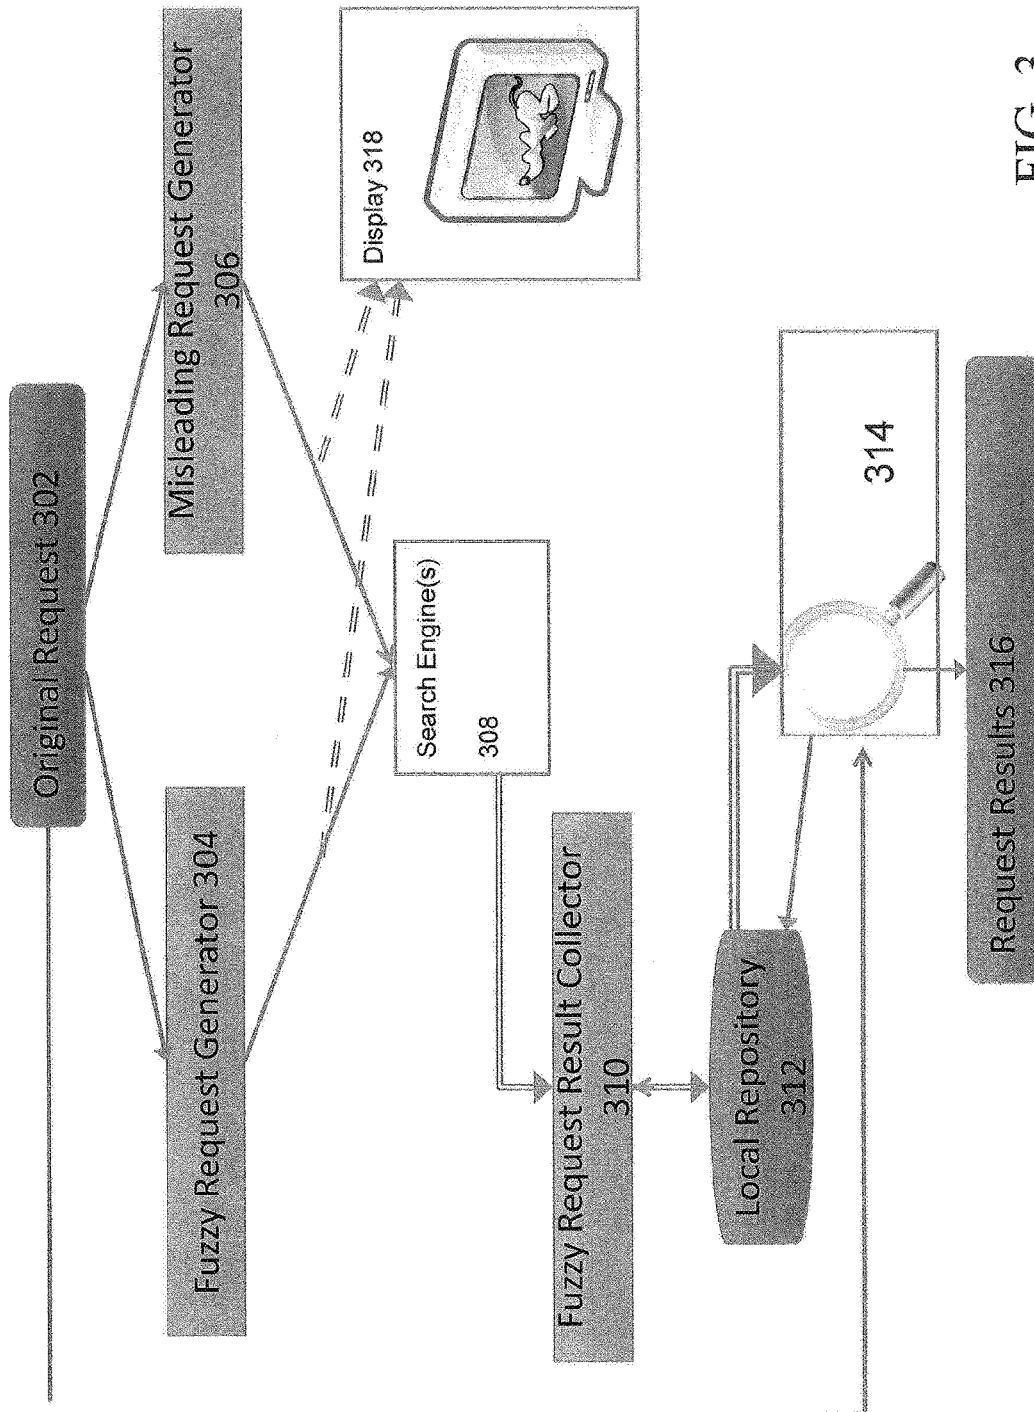 Original Request 302
Fuzzy Request Generator 304
Misleading Request Generator
306
Search Engine(s)
308
Display 318
Fuzzy Request Result Collector
310
Local Repository
312
314
Request Results 316
FIG. 3